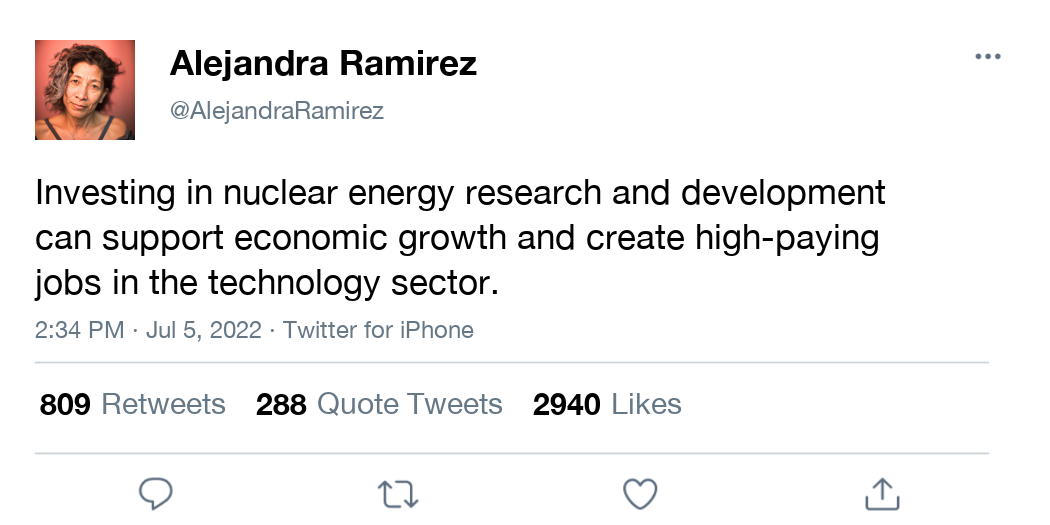 Alejandra Ramirez
@AlejandraRamirez
Investing in nuclear energy research and development
can support economic growth and create high-paying
jobs in the technology sector.
2:34 PM · Jul 5, 2022 · Twitter for iPhone
809 Retweets 288 Quote Tweets 2940 Likes